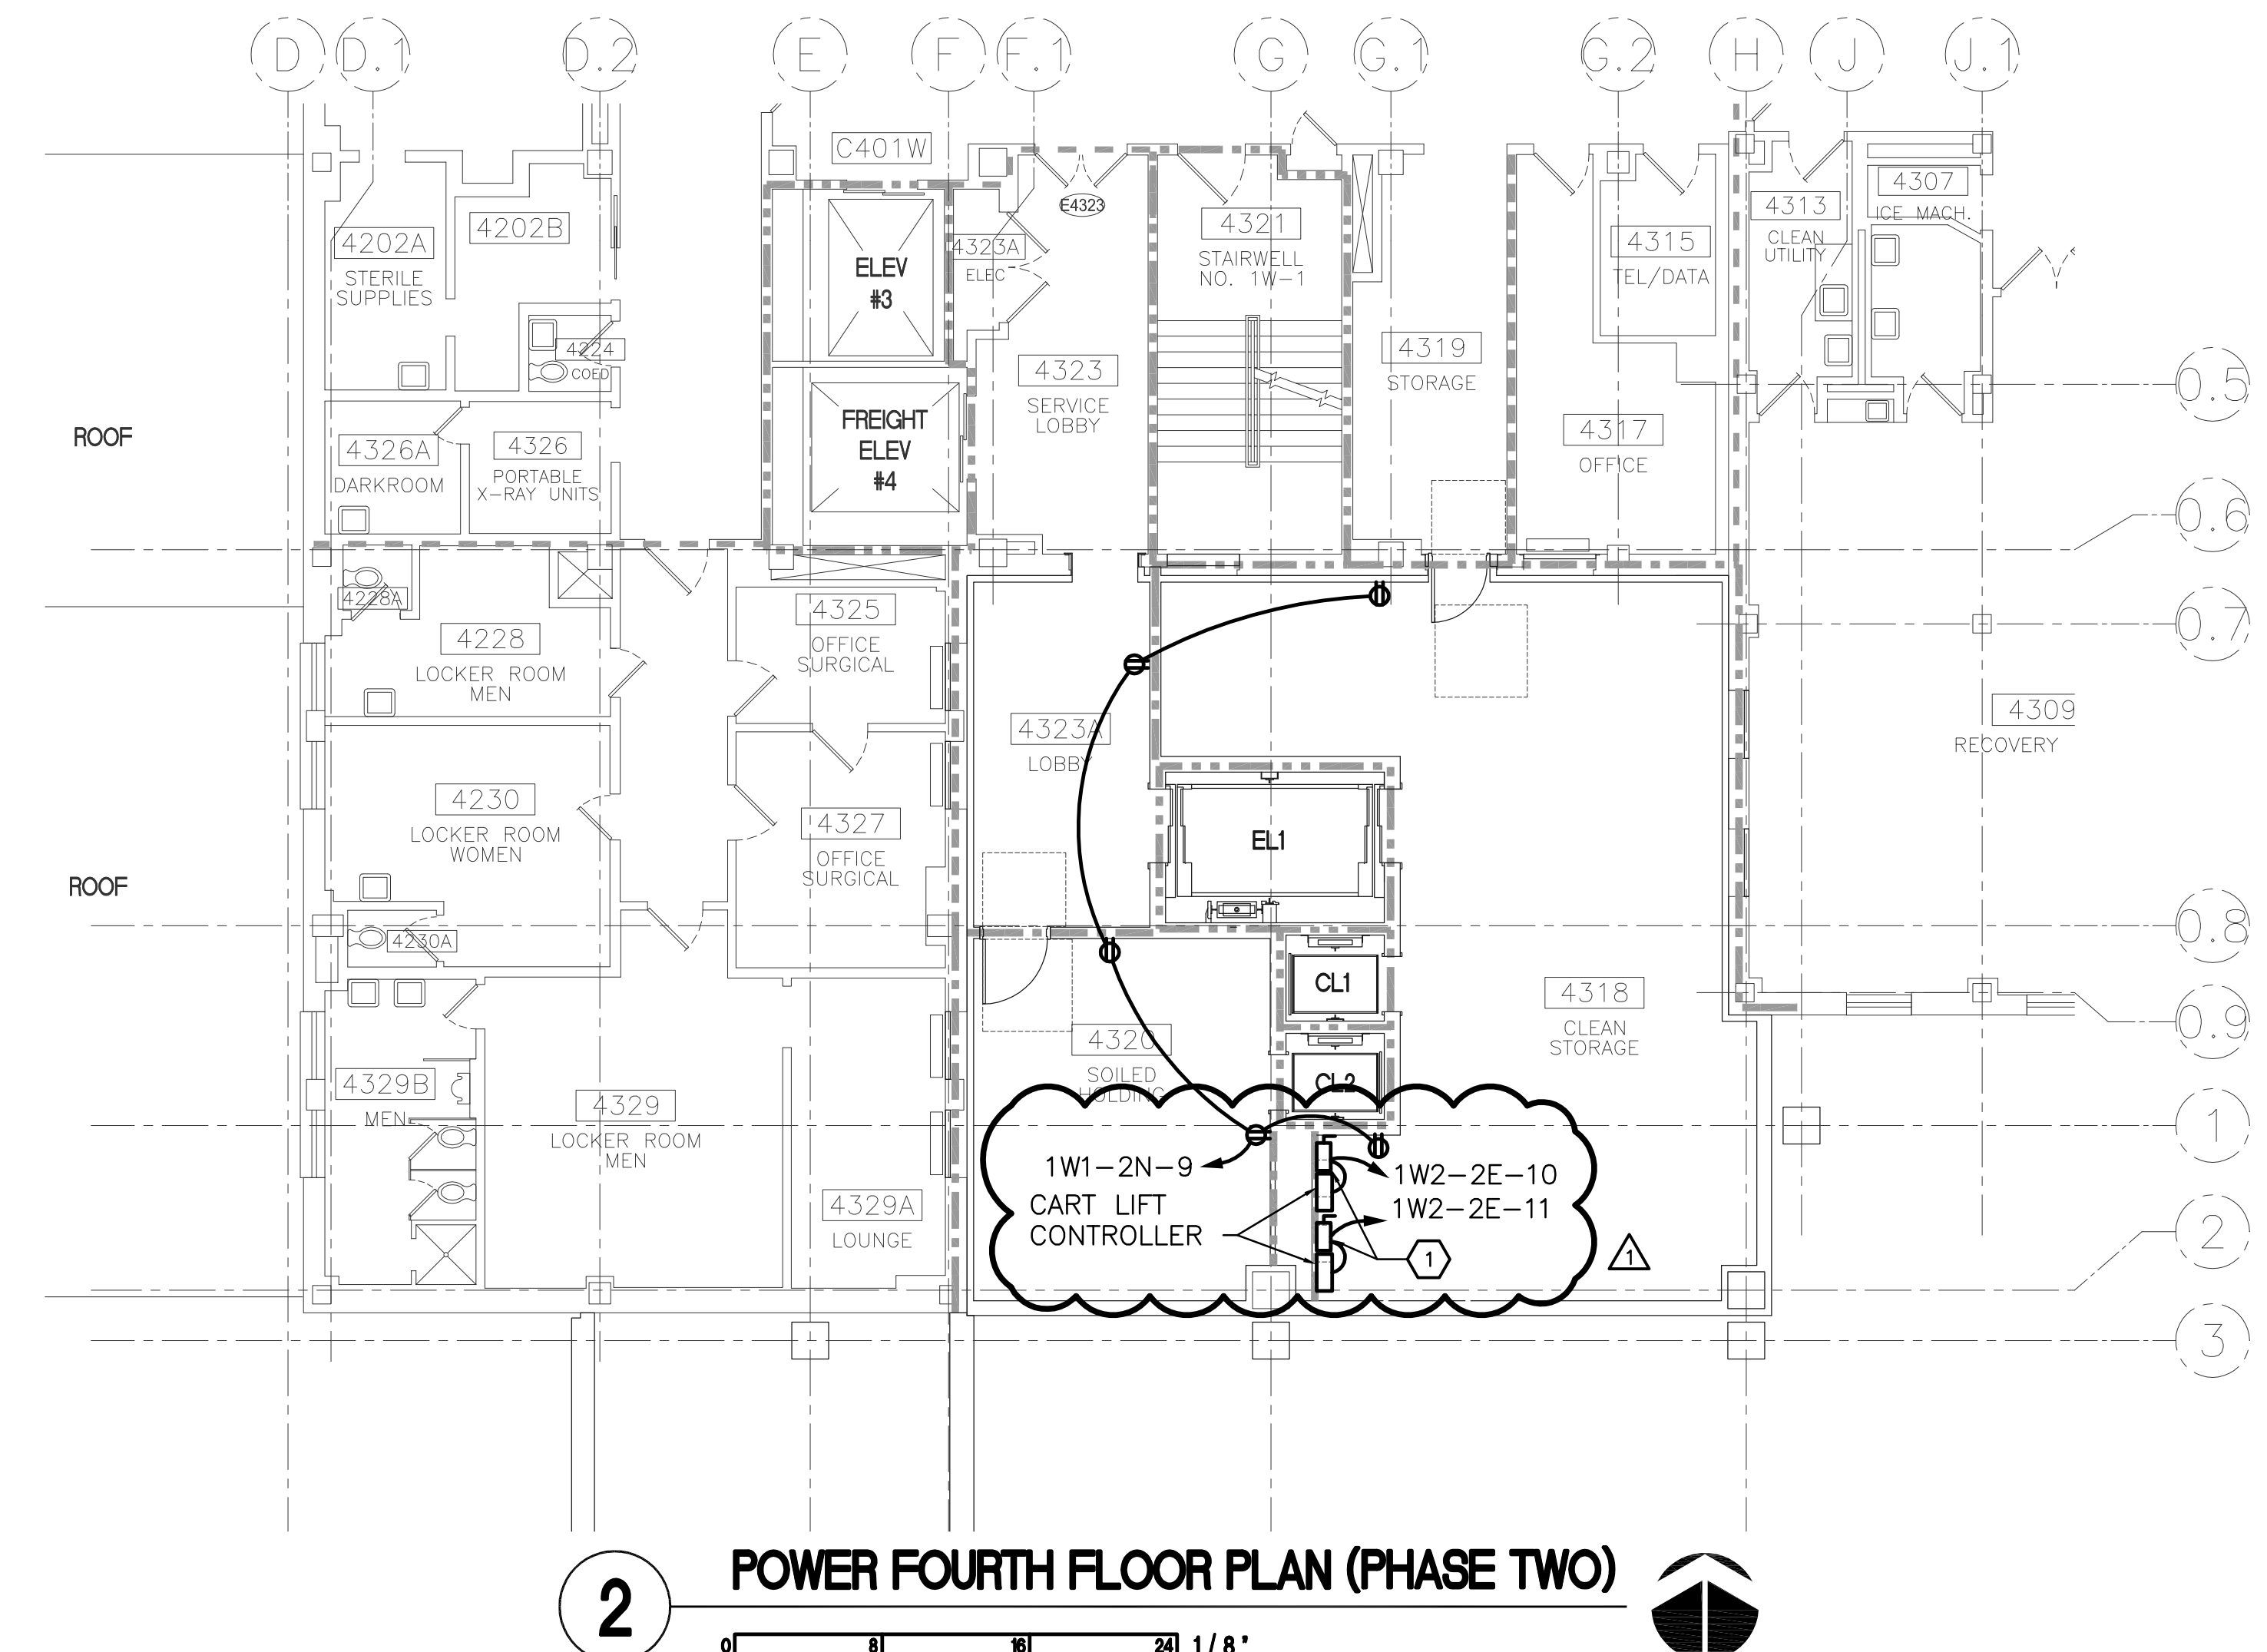 D
D.1
D.2
E
F
F.1
G
G.1
G.2
H
J
J.1
C401W
4202A
STERILE
SUPPLIES
4202B
4224
COED
ELEV
#3
4323A
ELEC
E4323
4321
STAIRWELL
NO. 1W-1
4315
TEL/DATA
4313
CLEAN
UTILITY
4307
ICE MACH.
4323
SERVICE
LOBBY
4319
STORAGE
0.5
ROOF
4326A
DARKROOM
4326
PORTABLE
X-RAY UNITS
FREIGHT
ELEV
#4
4317
OFFICE
0.6
4228A
4228
LOCKER ROOM
MEN
4325
OFFICE
SURGICAL
0.7
4323A
LOBBY
4309
RECOVERY
4230
LOCKER ROOM
WOMEN
4327
OFFICE
SURGICAL
EL1
ROOF
4230A
0.8
CL1
4318
CLEAN
STORAGE
0.9
4320
SOILED
HOLDING
CL2
4329B
MEN
4329
LOCKER ROOM
MEN
1
1W1-2N-9
CART LIFT
CONTROLLER
1W2-2E-10
1W2-2E-11
1
1
4329A
LOUNGE
2
3
2
POWER FOURTH FLOOR PLAN (PHASE TWO)
0 8 16 24 1/8"